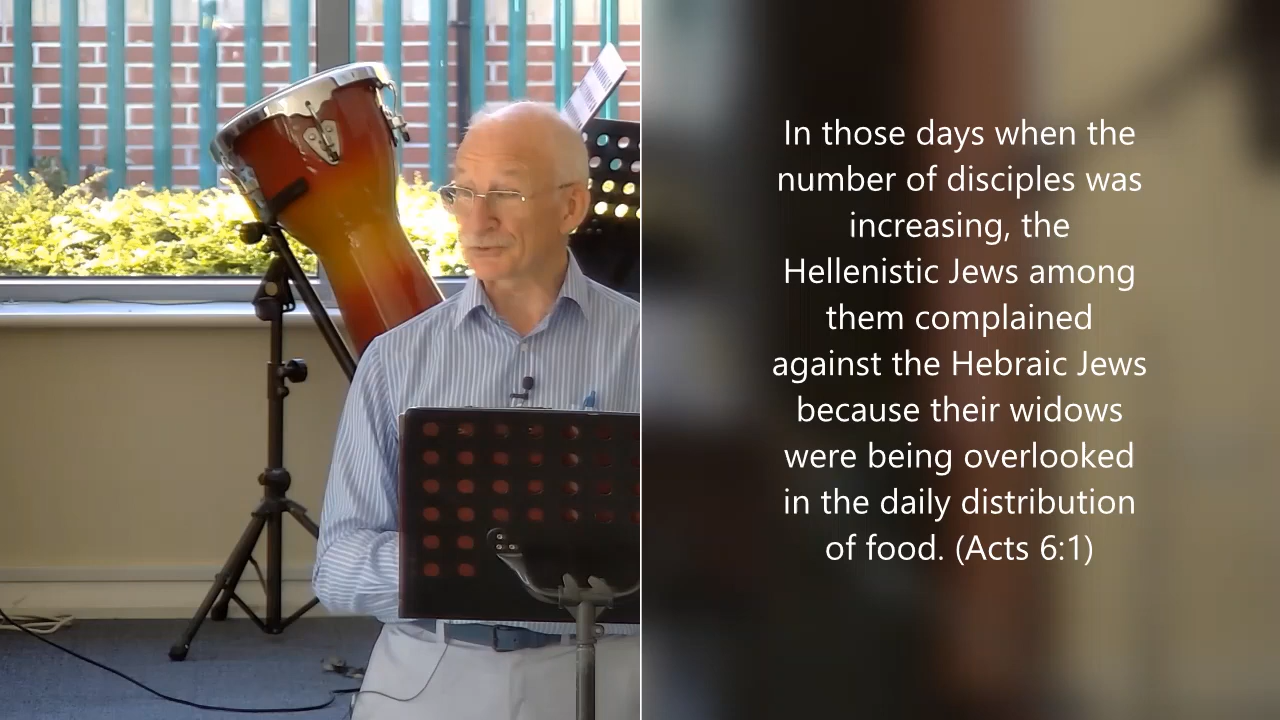 In those days when the
number of disciples was
increasing, the
Hellenistic Jews among
them complained
against the Hebraic Jews
because their widows
were being overlooked
in the daily distribution
of food. (Acts 6:1)